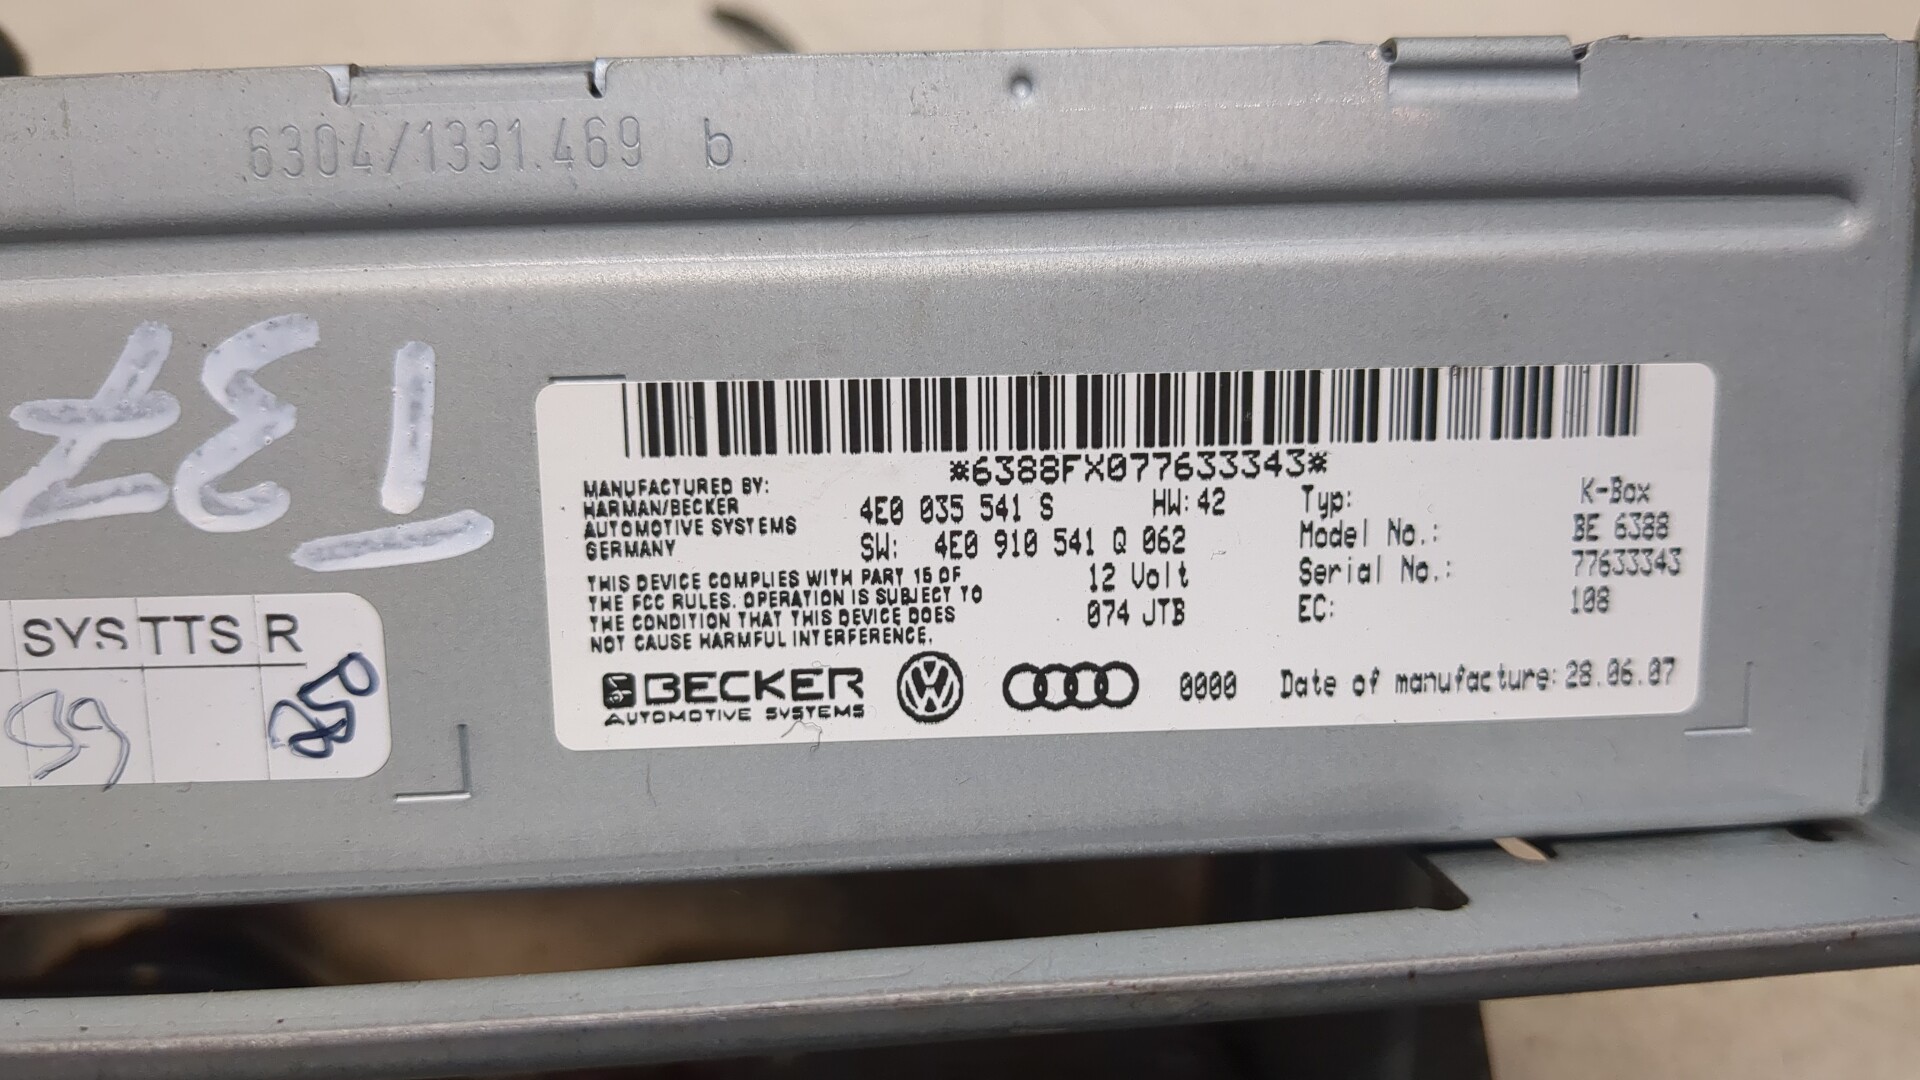 6304/1331.469 b
*6388FX077633343*
MANUFACTURED BY:
HARMAN/BECKER
AUTOMOTIVE SYSTEMS
GERMANY
4E0 035 541 S HW: 42
SW: 4E0 910 541 Q 062
12 Volt
074 JTB
Typ: K-Box
Model No.: BE 6388
Serial No.: 77633343
EC: 108
THIS DEVICE COMPLIES WITH PART 15 OF
THE FCC RULES. OPERATION IS SUBJECT TO
THE CONDITION THAT THIS DEVICE DOES
NOT CAUSE HARMFUL INTERFERENCE.
BECKER
AUTOMOTIVE SYSTEMS
0000 Date of manufacture: 28.06.07
SYS TTS R